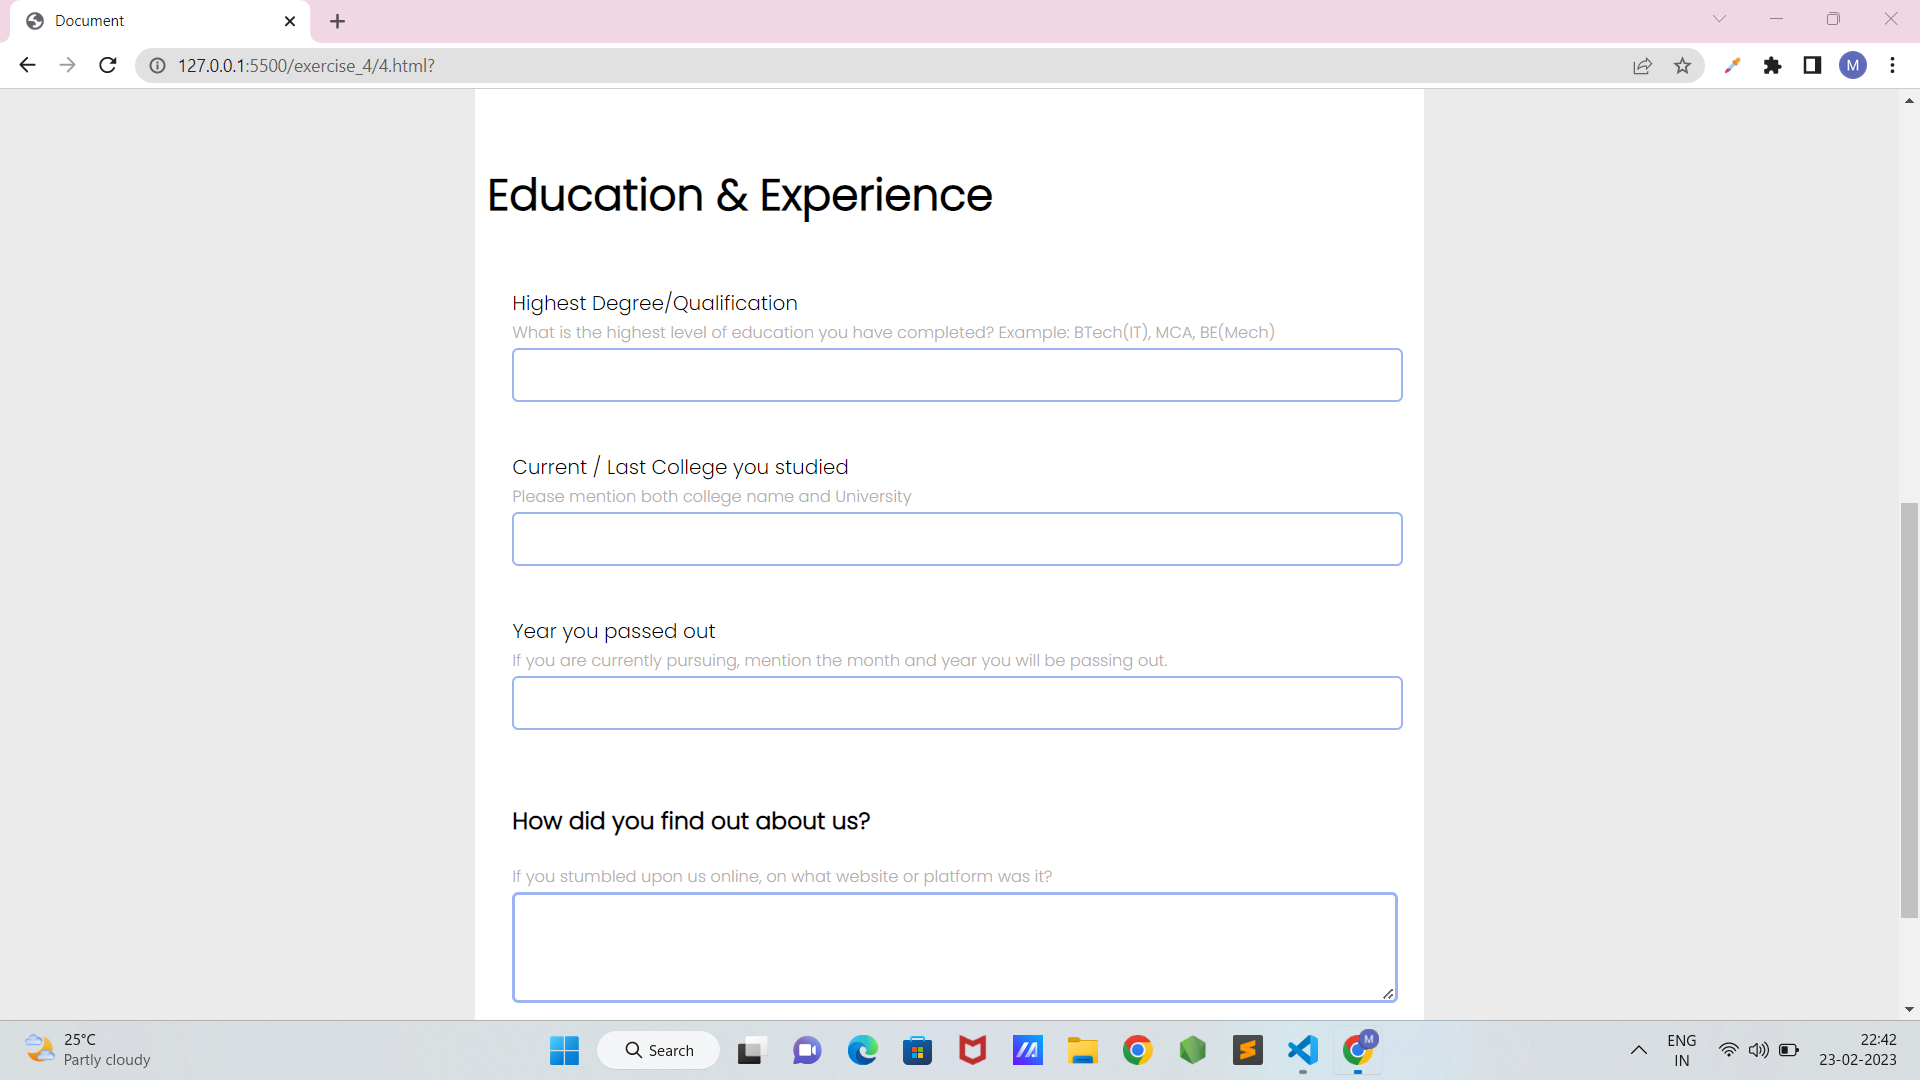 Document
127.0.0.1:5500/exercise_4/4.html?
M
Education & Experience
Highest Degree/Qualification
What is the highest level of education you have completed? Example: BTech(IT), MCA, BE(Mech)
Current / Last College you studied
Please mention both college name and University
Year you passed out
If you are currently pursuing, mention the month and year you will be passing out.
How did you find out about us?
If you stumbled upon us online, on what website or platform was it?
25°C
Partly cloudy
Search
M
ENG
IN
22:42
23-02-2023